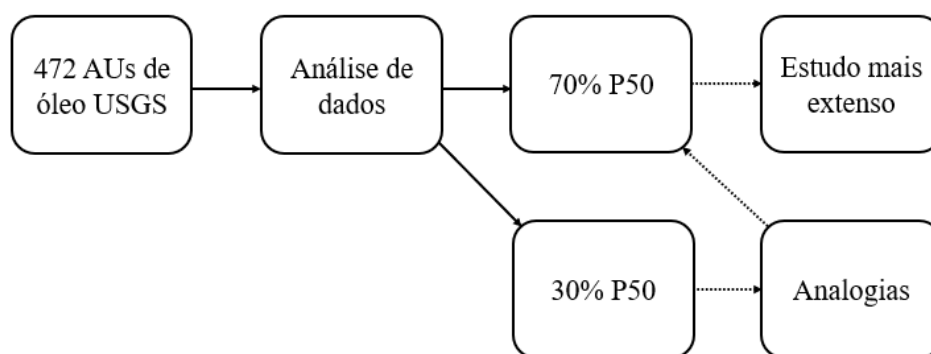 472 AUs de
óleo USGS
Análise de
dados
70% P50
Estudo mais
extenso
30% P50
Analogias